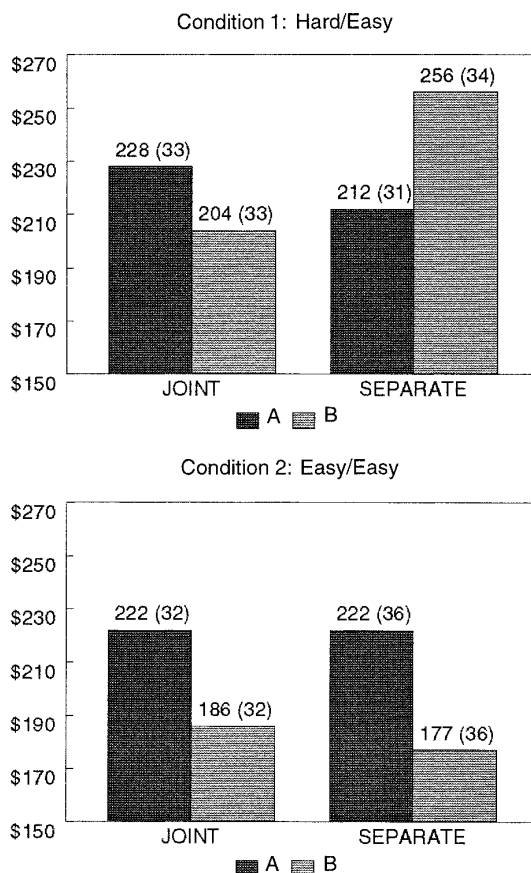 Condition 1: Hard/Easy
$270
256 (34)
$250
228 (33)
$230
212 (31)
204 (33)
$210
$190
$170
$150
JOINT SEPARATE
A B
Condition 2: Easy/Easy
$270
$250
$230
222 (32) 222 (36)
$210
186 (32)
$190
177 (36)
$170
$150
JOINT SEPARATE
A B